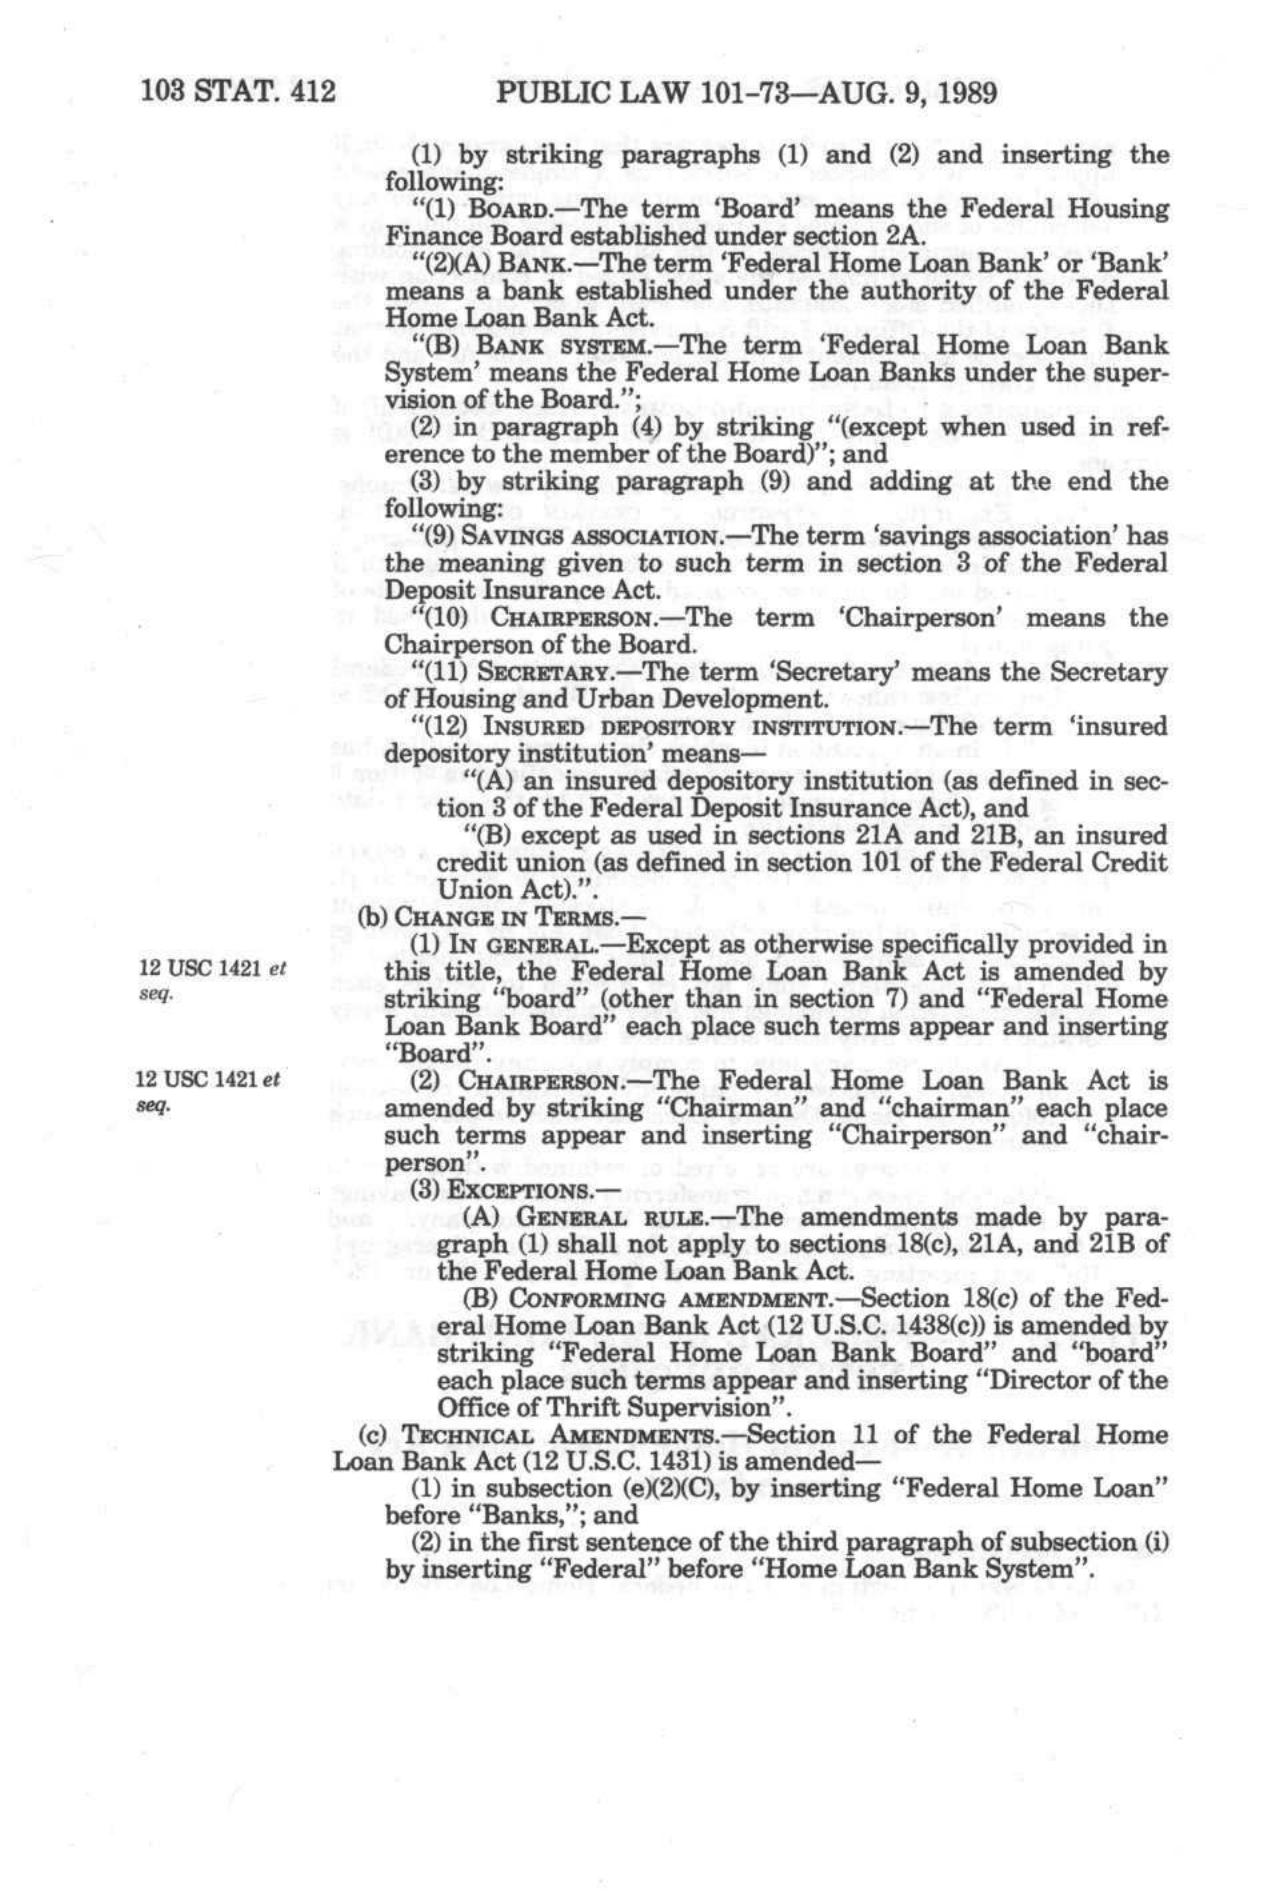 103 STAT. 412 PUBLIC LAW 101-73—AUG. 9, 1989
(1) by striking paragraphs (1) and (2) and inserting the
following:
“(1) BOARD.—The term ‘Board’ means the Federal Housing
Finance Board established under section 2A.
“(2)(A) BANK.—The term ‘Federal Home Loan Bank’ or ‘Bank’
means a bank established under the authority of the Federal
Home Loan Bank Act.
“(B) BANK SYSTEM.—The term ‘Federal Home Loan Bank
System’ means the Federal Home Loan Banks under the super-
vision of the Board.”;
(2) in paragraph (4) by striking “(except when used in ref-
erence to the member of the Board)”; and
(3) by striking paragraph (9) and adding at the end the
following:
“(9) SAVINGS ASSOCIATION.—The term ‘savings association’ has
the meaning given to such term in section 3 of the Federal
Deposit Insurance Act.
“(10) CHAIRPERSON.—The term ‘Chairperson’ means the
Chairperson of the Board.
“(11) SECRETARY.—The term ‘Secretary’ means the Secretary
of Housing and Urban Development.
“(12) INSURED DEPOSITORY INSTITUTION.—The term ‘insured
depository institution’ means—
“(A) an insured depository institution (as defined in sec-
tion 3 of the Federal Deposit Insurance Act), and
“(B) except as used in sections 21A and 21B, an insured
credit union (as defined in section 101 of the Federal Credit
Union Act).”.
(b) CHANGE IN TERMS.—
(1) IN GENERAL.—Except as otherwise specifically provided in
12 USC 1421 et
seq.
this title, the Federal Home Loan Bank Act is amended by
striking “board” (other than in section 7) and “Federal Home
Loan Bank Board” each place such terms appear and inserting
“Board”.
12 USC 1421 et
seq.
(2) CHAIRPERSON.—The Federal Home Loan Bank Act is
amended by striking “Chairman” and “chairman” each place
such terms appear and inserting “Chairperson” and “chair-
person”.
(3) EXCEPTIONS.—
(A) GENERAL RULE.—The amendments made by para-
graph (1) shall not apply to sections 18(c), 21A, and 21B of
the Federal Home Loan Bank Act.
(B) CONFORMING AMENDMENT.—Section 18(c) of the Fed-
eral Home Loan Bank Act (12 U.S.C. 1438(c)) is amended by
striking “Federal Home Loan Bank Board” and “board”
each place such terms appear and inserting “Director of the
Office of Thrift Supervision”.
(c) TECHNICAL AMENDMENTS.—Section 11 of the Federal Home
Loan Bank Act (12 U.S.C. 1431) is amended—
(1) in subsection (e)(2)(C), by inserting “Federal Home Loan”
before “Banks,”; and
(2) in the first sentence of the third paragraph of subsection (i)
by inserting “Federal” before “Home Loan Bank System”.